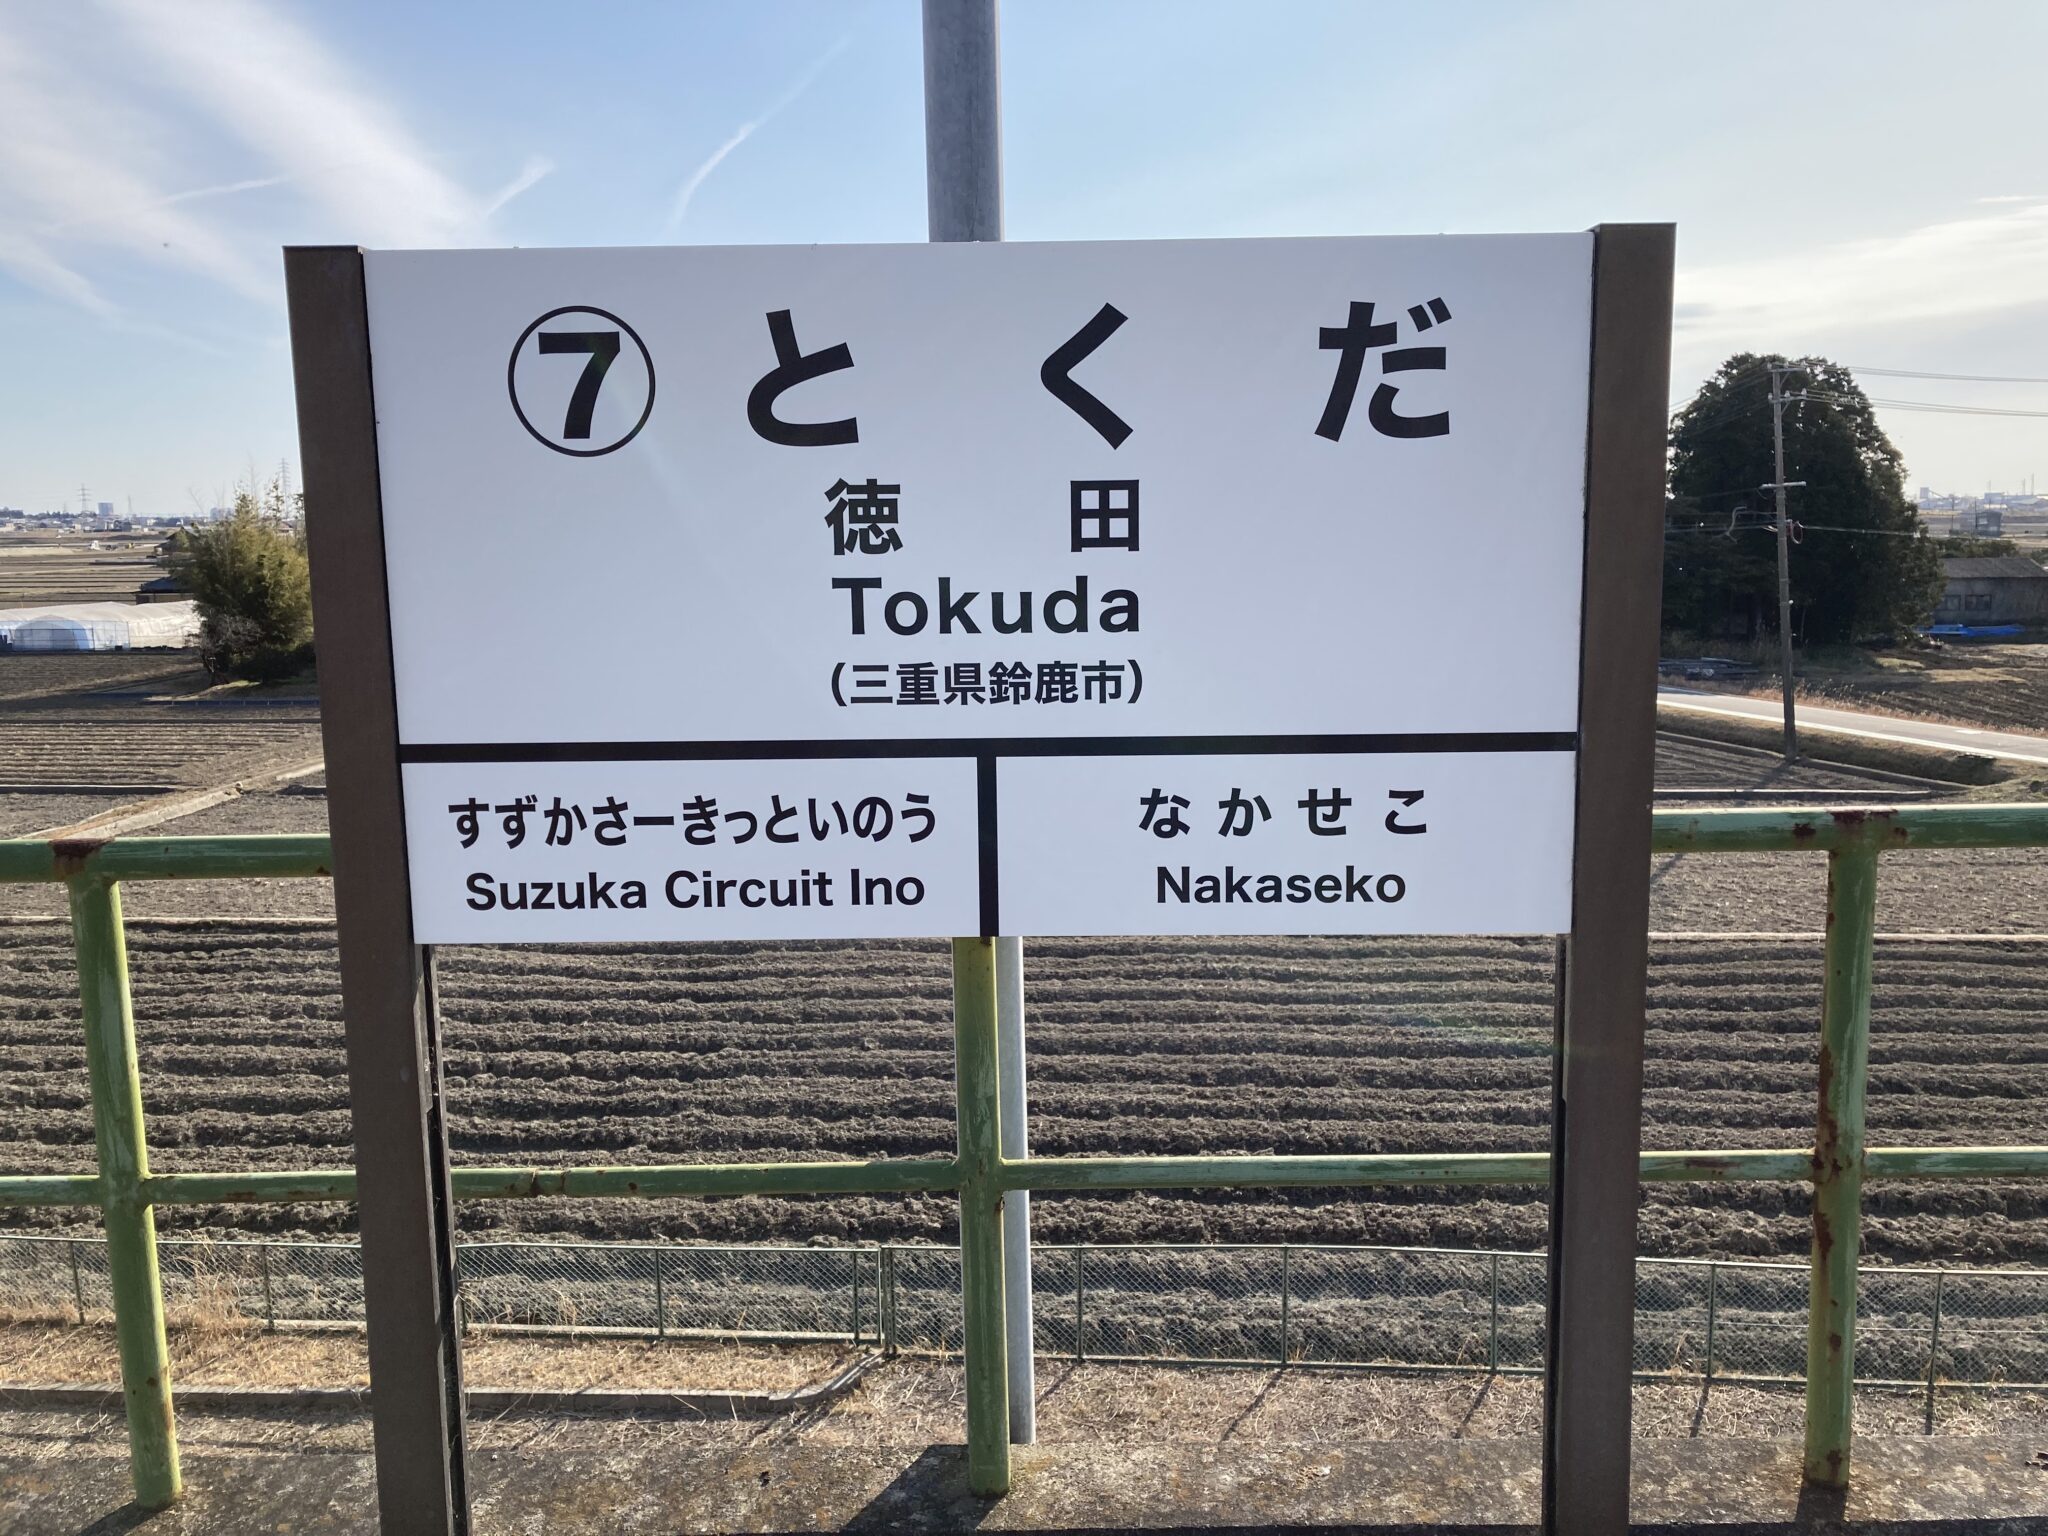 ⑦とくだ
徳田
Tokuda
(三重県鈴鹿市)
すずかさーきっといのう
Suzuka Circuit Ino
なかせこ
Nakaseko